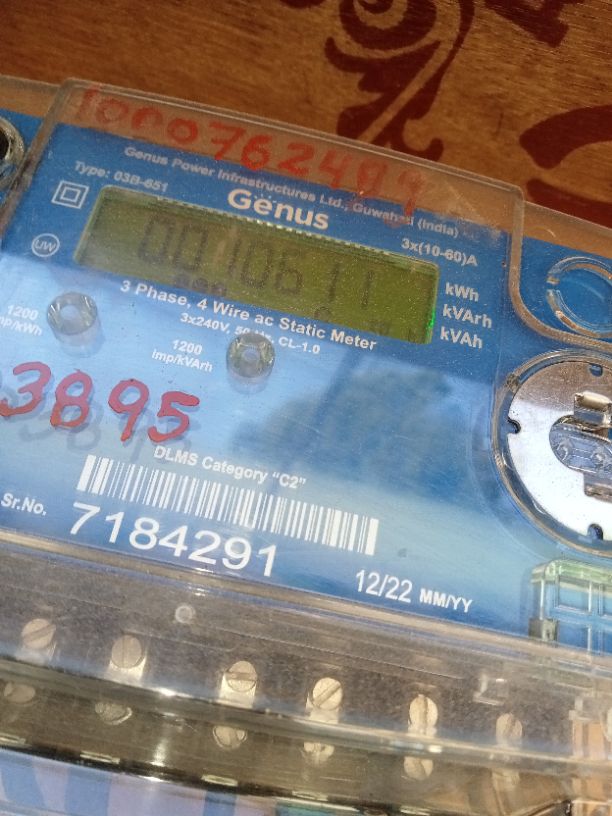 1000762499
Genus Power Infrastructures Ltd., Guwahati (India)
Type: 03B-651
Genus
3x(10-60)A
UW
0010611
kWh
kVArh
kVAh
3 Phase, 4 Wire ac Static Meter
3x240V, 50 Hz, CL-1.0
1200
imp/kWh
1200
imp/kVArh
3895
DLMS Category "C2"
Sr.No.
7184291
12/22 MM/YY